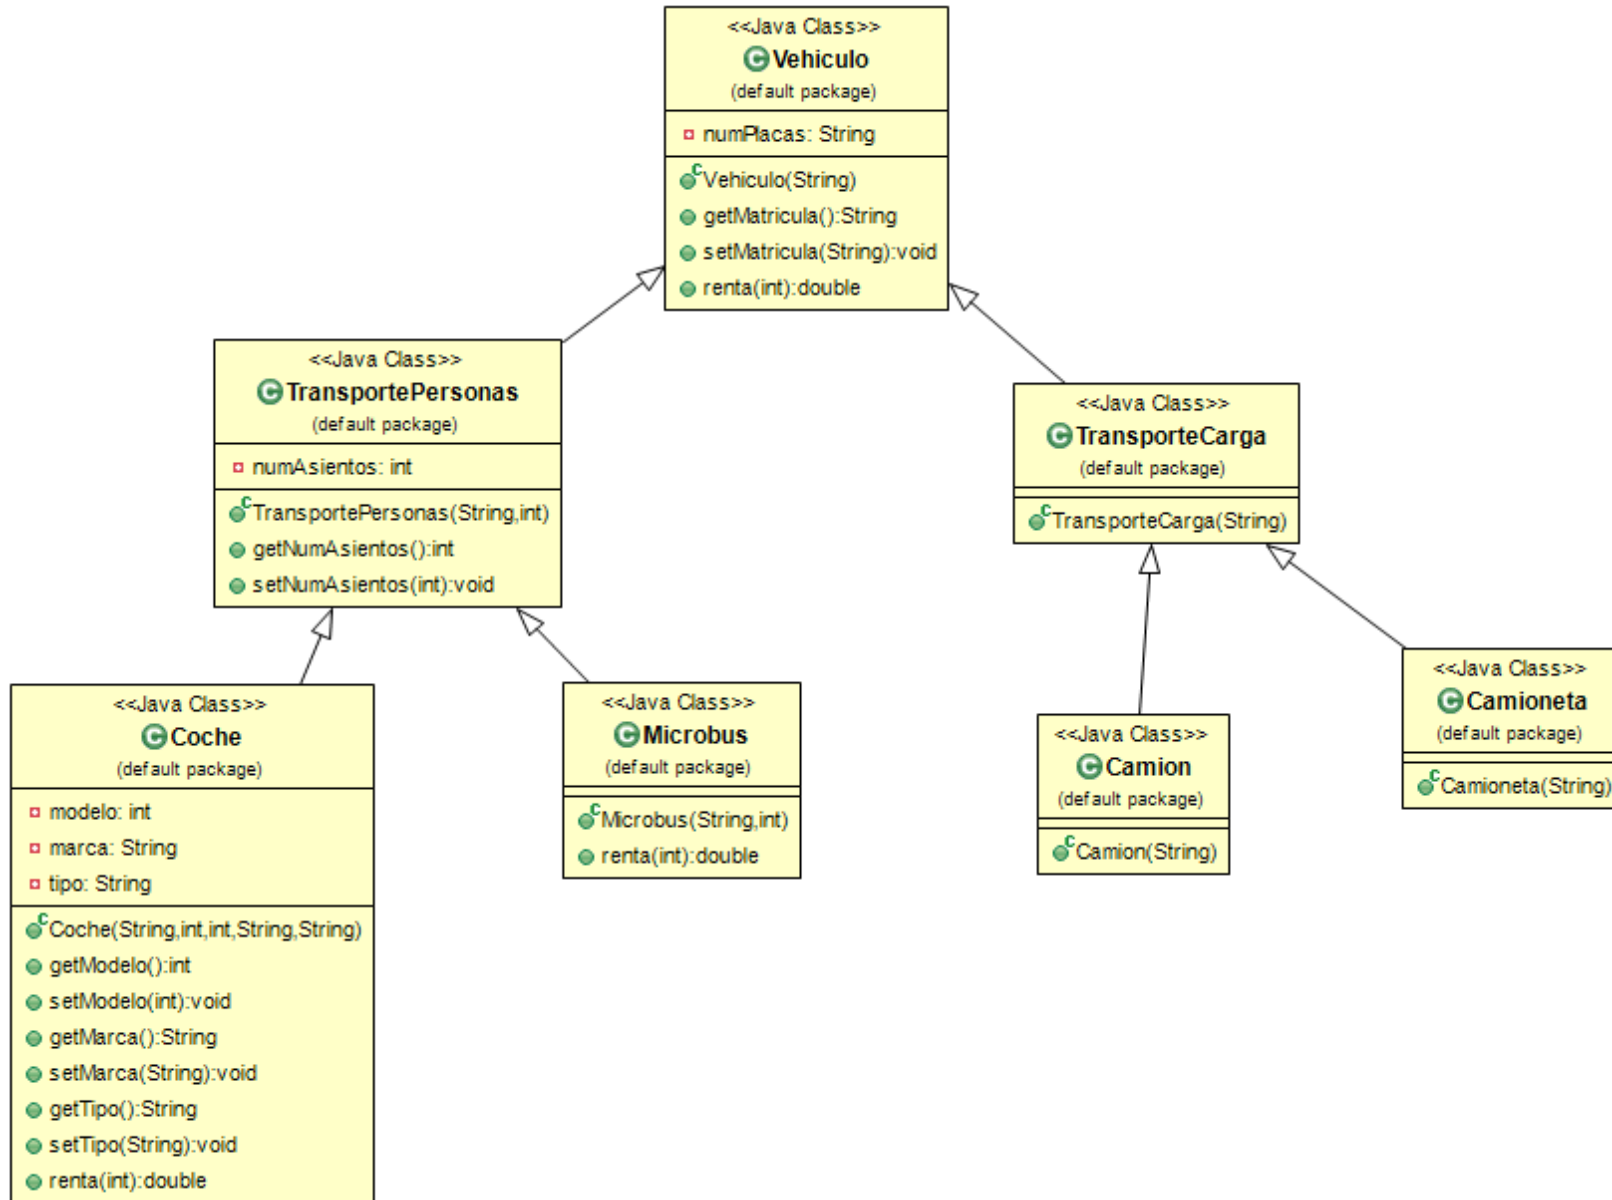 <<Java Class>>
Vehiculo
(default package)
numPlacas: String
Vehiculo(String)
getMatricula():String
setMatricula(String):void
renta(int):double
<<Java Class>>
TransportePersonas
(default package)
numAsientos: int
TransportePersonas(String,int)
getNumAsientos():int
setNumAsientos(int):void
<<Java Class>>
TransporteCarga
(default package)
TransporteCarga(String)
<<Java Class>>
Coche
(default package)
modelo: int
marca: String
tipo: String
Coche(String,int,int,String,String)
getModelo():int
setModelo(int):void
getMarca():String
setMarca(String):void
getTipo():String
setTipo(String):void
renta(int):double
<<Java Class>>
Microbus
(default package)
Microbus(String,int)
renta(int):double
<<Java Class>>
Camion
(default package)
Camion(String)
<<Java Class>>
Camioneta
(default package)
Camioneta(String)